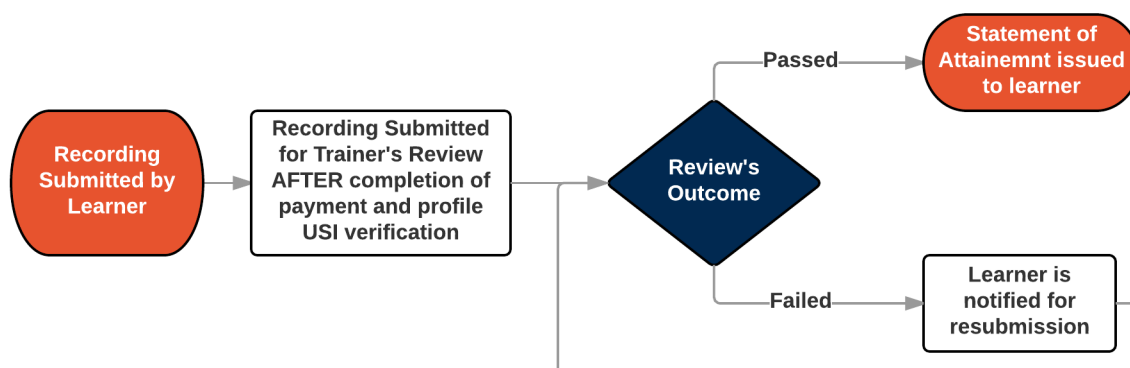 Recording
Submitted by
Learner
Recording Submitted
for Trainer's Review
AFTER completion of
payment and profile
USI verification
Review's
Outcome
Passed
Statement of
Attainemnt issued
to learner
Failed
Learner is
notified for
resubmission